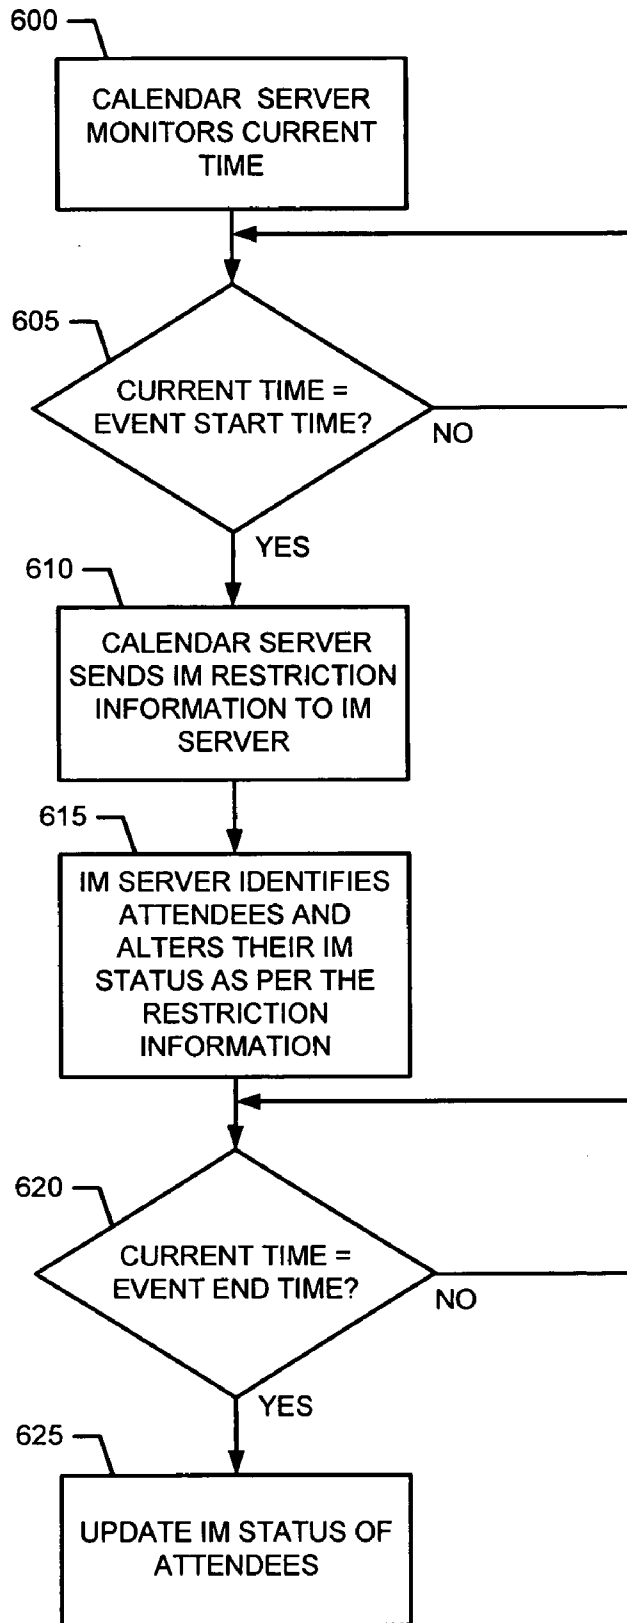 600
CALENDAR SERVER
MONITORS CURRENT
TIME
605
CURRENT TIME =
EVENT START TIME?
NO
YES
610
CALENDAR SERVER
SENDS IM RESTRICTION
INFORMATION TO IM
SERVER
615
IM SERVER IDENTIFIES
ATTENDEES AND
ALTERS THEIR IM
STATUS AS PER THE
RESTRICTION
INFORMATION
620
CURRENT TIME =
EVENT END TIME?
NO
YES
625
UPDATE IM STATUS OF
ATTENDEES